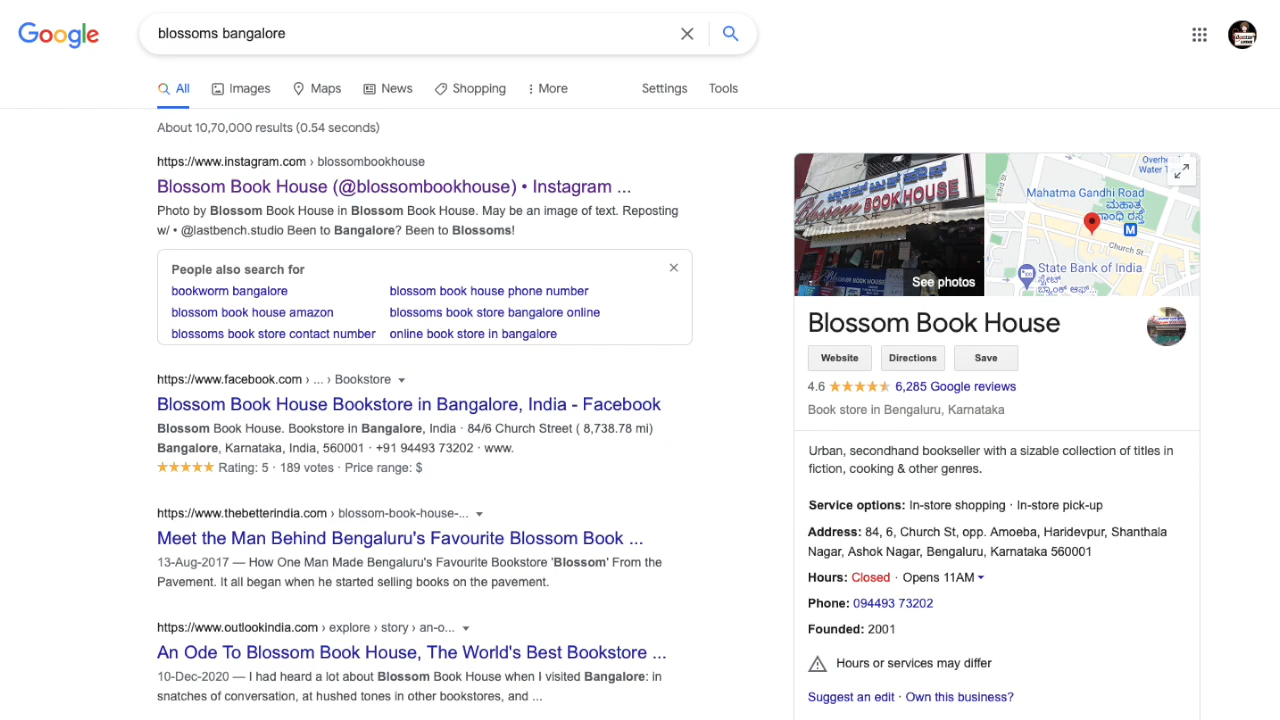 Google
blossoms bangalore
All
Images
Maps
News
Shopping
More
Settings
Tools
About 10,70,000 results (0.54 seconds)
https://www.instagram.com › blossombookhouse
Blossom Book House (@blossombookhouse) • Instagram ...
Photo by Blossom Book House in Blossom Book House. May be an image of text. Reposting
w/ • @lastbench.studio Been to Bangalore? Been to Blossoms!
People also search for
bookworm bangalore
blossom book house phone number
blossom book house amazon
blossoms book store bangalore online
blossoms book store contact number
online book store in bangalore
https://www.facebook.com › ... › Bookstore
Blossom Book House Bookstore in Bangalore, India - Facebook
Blossom Book House. Bookstore in Bangalore, India · 84/6 Church Street ( 8,738.78 mi)
Bangalore, Karnataka, India, 560001 · +91 94493 73202 · www.
Rating: 5 · 189 votes · Price range: $
https://www.thebetterindia.com › blossom-book-house-...
Meet the Man Behind Bengaluru's Favourite Blossom Book ...
13-Aug-2017 — How One Man Made Bengaluru's Favourite Bookstore 'Blossom' From the
Pavement. It all began when he started selling books on the pavement.
https://www.outlookindia.com › explore › story › an-o...
An Ode To Blossom Book House, The World's Best Bookstore ...
10-Dec-2020 — I had heard a lot about Blossom Book House when I visited Bangalore: in
snatches of conversation, at hushed tones in other bookstores, and ...
Blossom BOOK HOUSE
See photos
Overhe
Water T
Mahatma Gandhi Road
ಮಹಾತ್ಮ
ಗಾಂಧಿ ರಸ್ತೆ
M
Church St
State Bank of India
ಸ್ಟೇಟ್
ಬ್ಯಾಂಕ್ ಆಫ್...
Blossom Book House
Website
Directions
Save
4.6
6,285 Google reviews
Book store in Bengaluru, Karnataka
Urban, secondhand bookseller with a sizable collection of titles in
fiction, cooking & other genres.
Service options: In-store shopping · In-store pick-up
Address: 84, 6, Church St, opp. Amoeba, Haridevpur, Shanthala
Nagar, Ashok Nagar, Bengaluru, Karnataka 560001
Hours: Closed · Opens 11AM
Phone: 094493 73202
Founded: 2001
Hours or services may differ
Suggest an edit · Own this business?